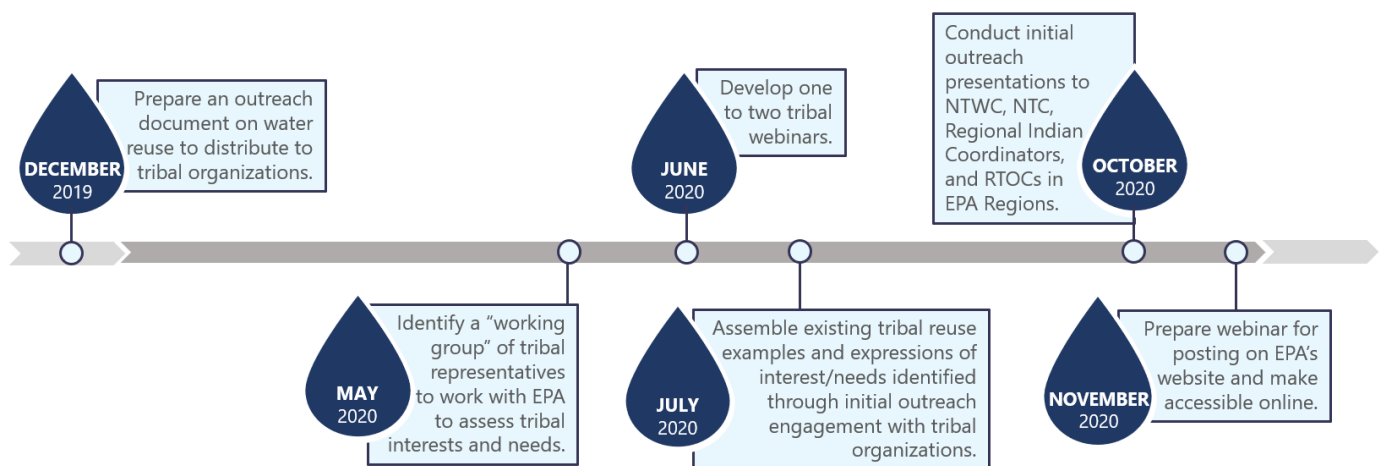 DECEMBER
2019
Prepare an outreach
document on water
reuse to distribute to
tribal organizations.
MAY
2020
Identify a “working
group” of tribal
representatives
to work with EPA
to assess tribal
interests and needs.
JUNE
2020
Develop one
to two tribal
webinars.
JULY
2020
Assemble existing tribal reuse
examples and expressions of
interest/needs identified
through initial outreach
engagement with tribal
organizations.
Conduct initial
outreach
presentations to
NTWC, NTC,
Regional Indian
Coordinators,
and RTOCs in
EPA Regions.
OCTOBER
2020
NOVEMBER
2020
Prepare webinar for
posting on EPA’s
website and make
accessible online.